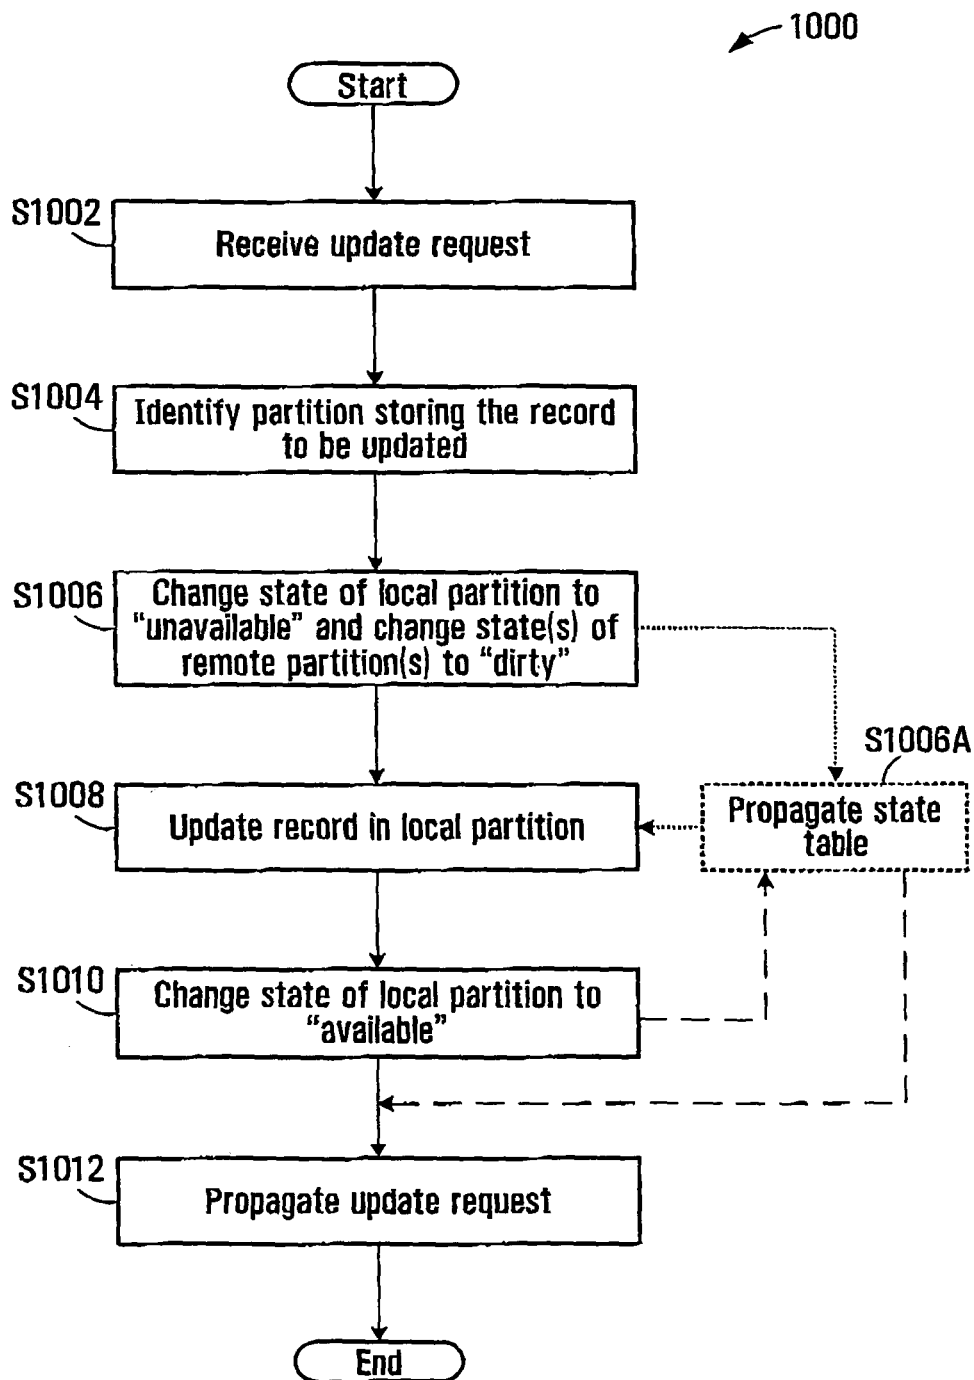 1000
Start
S1002
Receive update request
S1004
Identify partition storing the record
to be updated
S1006
Change state of local partition to
“unavailable” and change state(s) of
remote partition(s) to “dirty”
S1006A
S1008
Update record in local partition
Propagate state
table
S1010
Change state of local partition to
“available”
S1012
Propagate update request
End